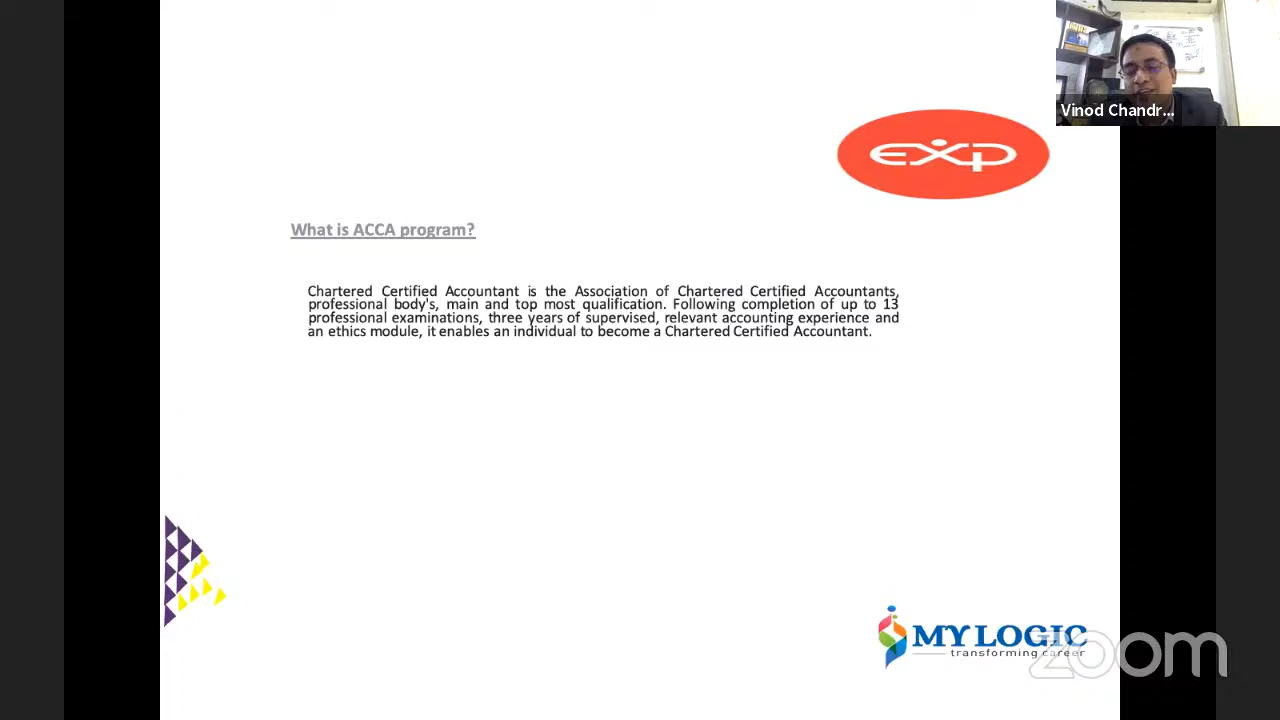 Vinod Chandr...
exp
What is ACCA program?
Chartered Certified Accountant is the Association of Chartered Certified Accountants,
professional body's, main and top most qualification. Following completion of up to 13
professional examinations, three years of supervised, relevant accounting experience and
an ethics module, it enables an individual to become a Chartered Certified Accountant.
MY LOGIC
transforming career
zoom